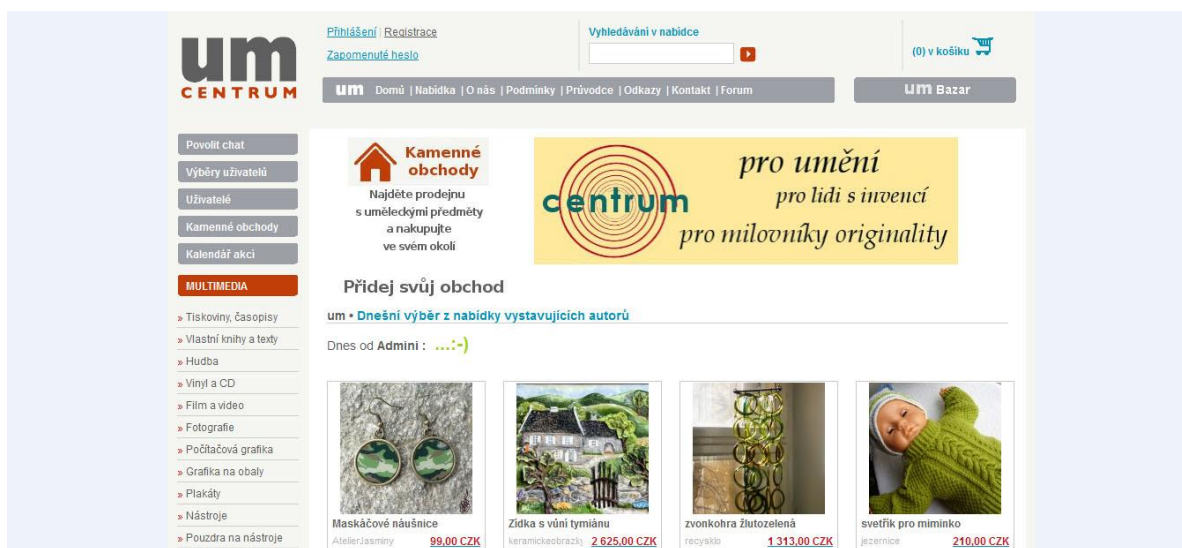 um
CENTRUM
Přihlášení | Registrace
Zapomenuté heslo
Vyhledávání v nabídce
(0) v košíku
um Domú | Nabídka | O nás | Podmínky | Průvodce | Odkazy | Kontakt | Forum
um Bazar
Povolit chat
Výběry uživatelů
Uživatelé
Kamenné obchody
Kalendář akcí
MULTIMEDIA
» Tiskoviny, časopisy
» Vlastní knihy a texty
» Hudba
» Vinyl a CD
» Film a video
» Fotografie
» Počítačová grafika
» Grafika na obaly
» Plakáty
» Nástroje
» Pouzdra na nástroje
Kamenné
obchody
Najděte prodejnu
s uměleckými předměty
a nakupujte
ve svém okolí
centrum
pro umění
pro lidi s invencí
pro milovníky originality
Přidej svůj obchod
um • Dnešní výběr z nabídky vystavujících autorů
Dnes od Admini : ...:-)
Maskáčové náušnice
AtelierJasminy 99,00 CZK
Zídka s vůní tymiánu
keramickeobrazky 2 625,00 CZK
zvonkohra žlutozelená
recysklo 1 313,00 CZK
svetřík pro miminko
jezernice 210,00 CZK